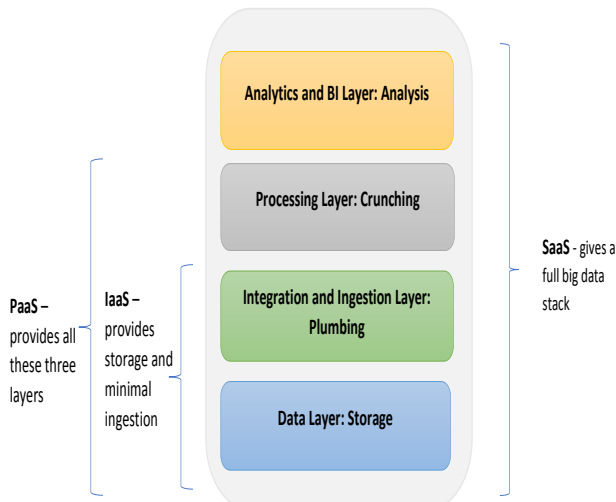 Analytics and BI Layer: Analysis
Processing Layer: Crunching
Integration and Ingestion Layer:
Plumbing
Data Layer: Storage
PaaS –
provides all
these three
layers
IaaS –
provides
storage and
minimal
ingestion
SaaS - gives a
full big data
stack